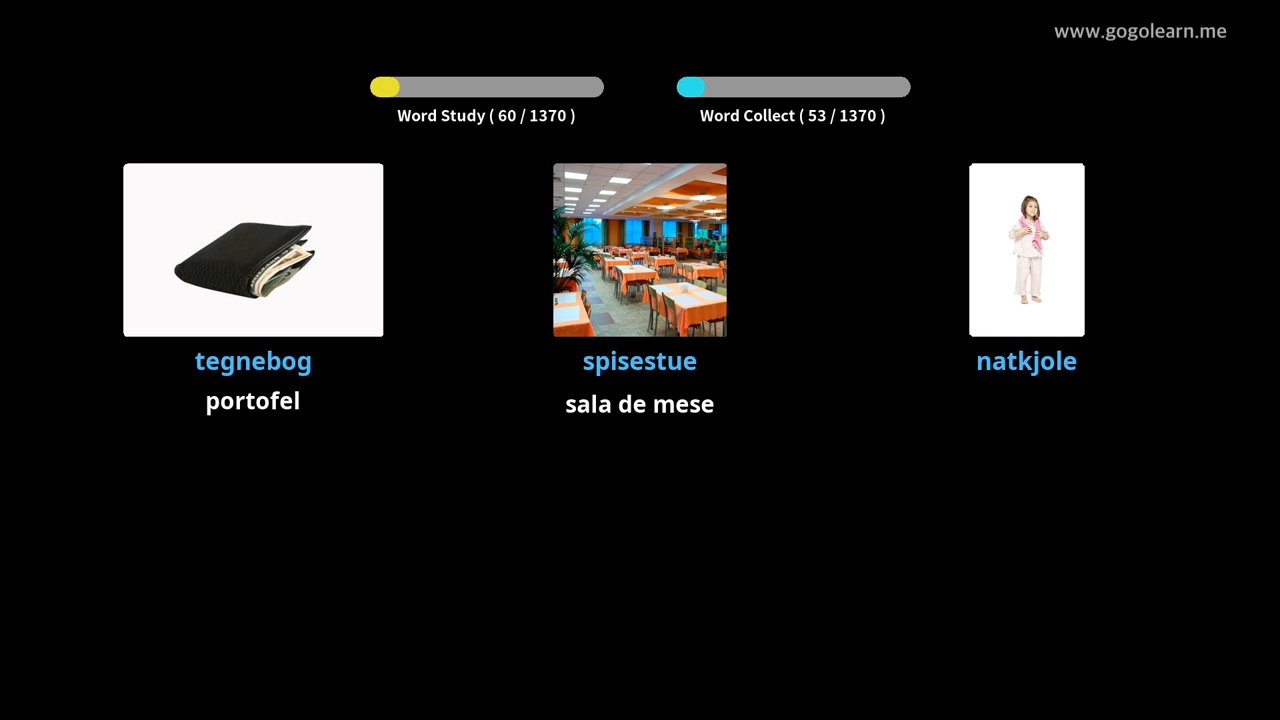 www.gogolearn.me
Word Study ( 60 / 1370 )
Word Collect ( 53 / 1370 )
tegnebog
spisestue
natkjole
portofel
sala de mese